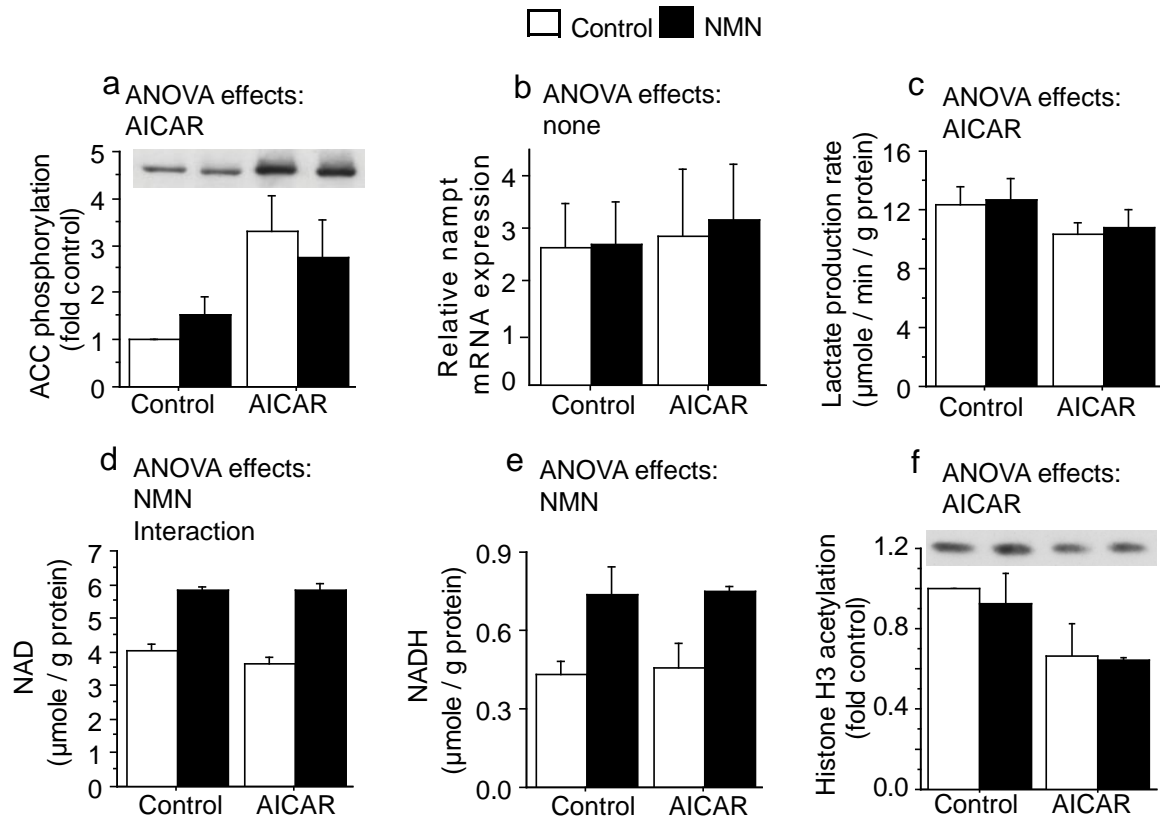 Control NMN
a ANOVA effects:
AICAR
5
4
3
2
1
0
ACC phosphorylation
(fold control)
Control AICAR
b ANOVA effects:
none
4
3
2
1
0
Relative nampt
mRNA expression
Control AICAR
c ANOVA effects:
AICAR
16
12
8
4
0
Lactate production rate
(µmole / min / g protein)
Control AICAR
d ANOVA effects:
NMN
Interaction
7
6
5
4
3
2
1
0
NAD
(µmole / g protein)
Control AICAR
e ANOVA effects:
NMN
0.9
0.6
0.3
0.0
NADH
(µmole / g protein)
Control AICAR
f ANOVA effects:
AICAR
1.2
0.8
0.4
0.0
Histone H3 acetylation
(fold control)
Control AICAR